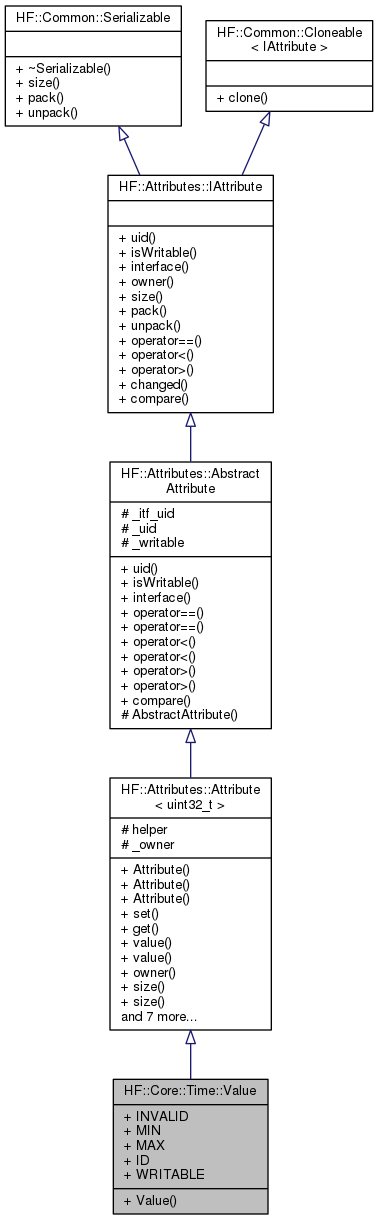 HF::Common::Serializable
+ ~Serializable()
+ size()
+ pack()
+ unpack()
HF::Common::Cloneable
< IAttribute >
+ clone()
HF::Attributes::IAttribute
+ uid()
+ isWritable()
+ interface()
+ owner()
+ size()
+ pack()
+ unpack()
+ operator==()
+ operator<()
+ operator>()
+ changed()
+ compare()
HF::Attributes::Abstract
Attribute
# _itf_uid
# _uid
# _writable
+ uid()
+ isWritable()
+ interface()
+ operator==()
+ operator==()
+ operator<()
+ operator<()
+ operator>()
+ operator>()
+ compare()
# AbstractAttribute()
HF::Attributes::Attribute
< uint32_t >
# helper
# _owner
+ Attribute()
+ Attribute()
+ Attribute()
+ set()
+ get()
+ value()
+ value()
+ owner()
+ size()
+ size()
and 7 more...
HF::Core::Time::Value
+ INVALID
+ MIN
+ MAX
+ ID
+ WRITABLE
+ Value()